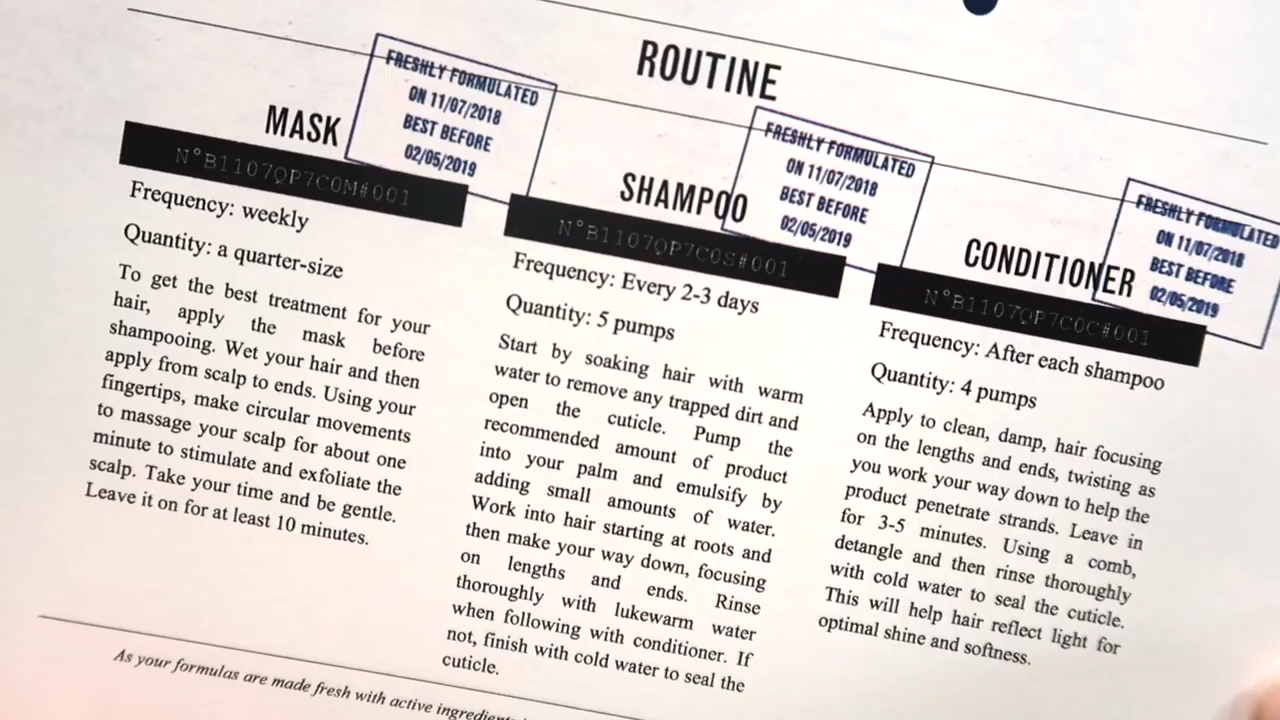 ROUTINE
MASK
FRESHLY FORMULATED
ON 11/07/2018
BEST BEFORE
02/05/2019
N°B1107QP7C0M#001
Frequency: weekly
Quantity: a quarter-size
To get the best treatment for your
hair, apply the mask before
shampooing. Wet your hair and then
apply from scalp to ends. Using your
fingertips, make circular movements
to massage your scalp for about one
minute to stimulate and exfoliate the
scalp. Take your time and be gentle.
Leave it on for at least 10 minutes.
SHAMPOO
FRESHLY FORMULATED
ON 11/07/2018
BEST BEFORE
02/05/2019
N°B1107QP7C0S#001
Frequency: Every 2-3 days
Quantity: 5 pumps
Start by soaking hair with warm
water to remove any trapped dirt and
open the cuticle. Pump the
recommended amount of product
into your palm and emulsify by
adding small amounts of water.
Work into hair starting at roots and
then make your way down, focusing
on lengths and ends. Rinse
thoroughly with lukewarm water
when following with conditioner. If
not, finish with cold water to seal the
cuticle.
CONDITIONER
FRESHLY FORMULATED
ON 11/07/2018
BEST BEFORE
02/05/2019
N°B1107QP7C0C#001
Frequency: After each shampoo
Quantity: 4 pumps
Apply to clean, damp, hair focusing
on the lengths and ends, twisting as
you work your way down to help the
product penetrate strands. Leave in
for 3-5 minutes. Using a comb,
detangle and then rinse thoroughly
with cold water to seal the cuticle.
This will help hair reflect light for
optimal shine and softness.
As your formulas are made fresh with active ingredients